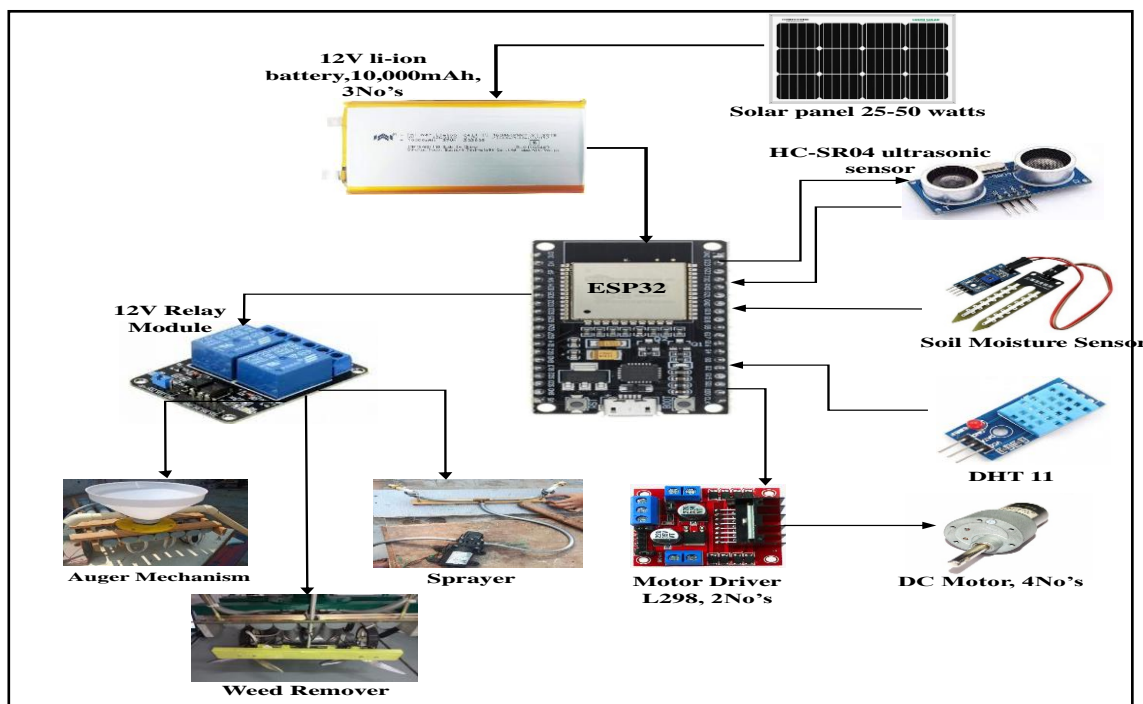 12V li-ion
battery,10,000mAh,
3No's
Solar panel 25-50 watts
HC-SR04 ultrasonic
sensor
ESP32
12V Relay
Module
Soil Moisture Sensor
DHT 11
Auger Mechanism
Sprayer
Motor Driver
L298, 2No's
DC Motor, 4No's
Weed Remover